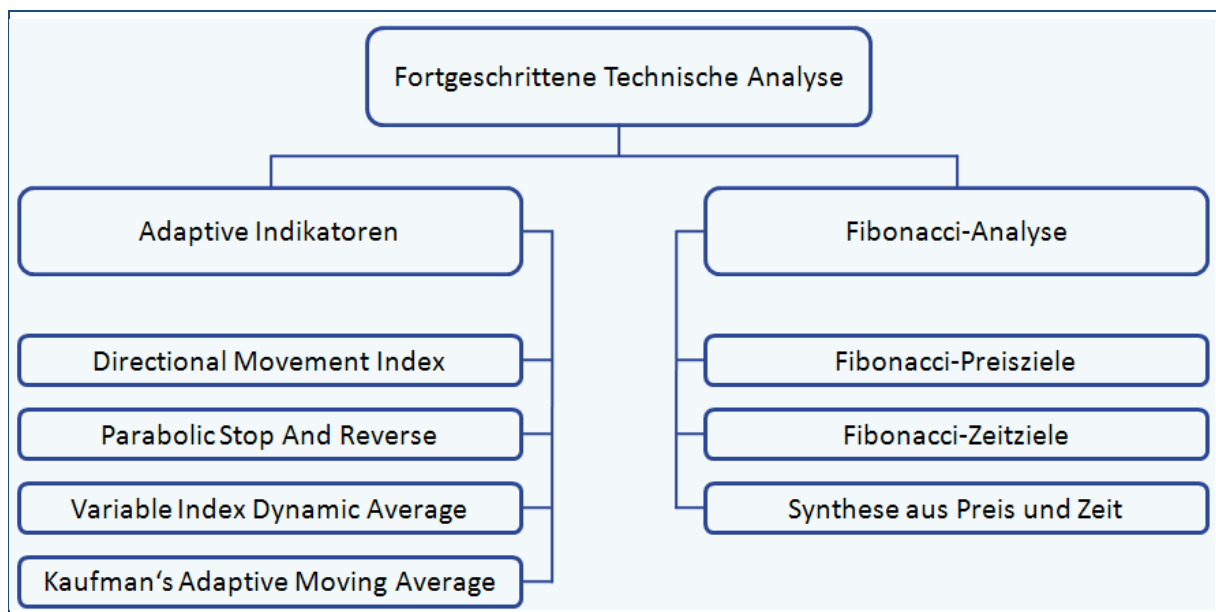 Fortgeschrittene Technische Analyse
Adaptive Indikatoren
Directional Movement Index
Parabolic Stop And Reverse
Variable Index Dynamic Average
Kaufman‘s Adaptive Moving Average
Fibonacci-Analyse
Fibonacci-Preisziele
Fibonacci-Zeitziele
Synthese aus Preis und Zeit